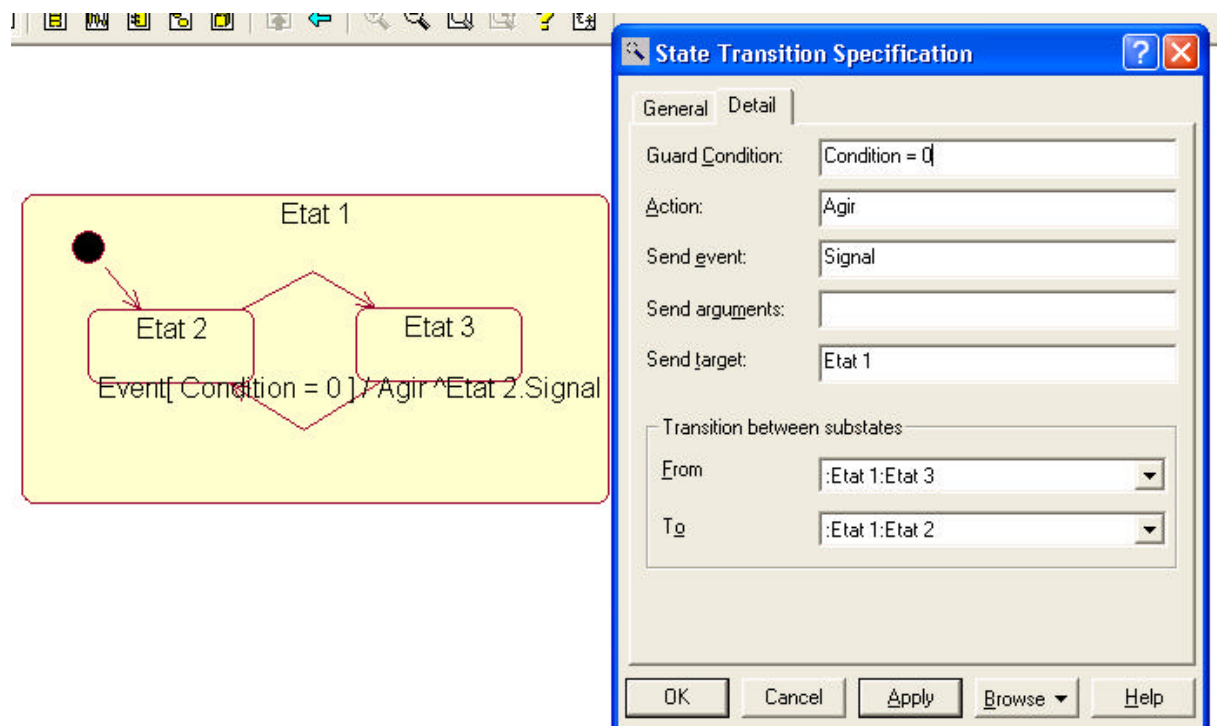 Etat 1
Etat 2
Etat 3
Event[ Condition = 0 ] / Agir ^Etat 2.Signal
State Transition Specification
General Detail
Guard Condition: Condition = 0
Action: Agir
Send event: Signal
Send arguments:
Send target: Etat 1
Transition between substates
From :Etat 1:Etat 3
To :Etat 1:Etat 2
OK Cancel Apply Browse Help